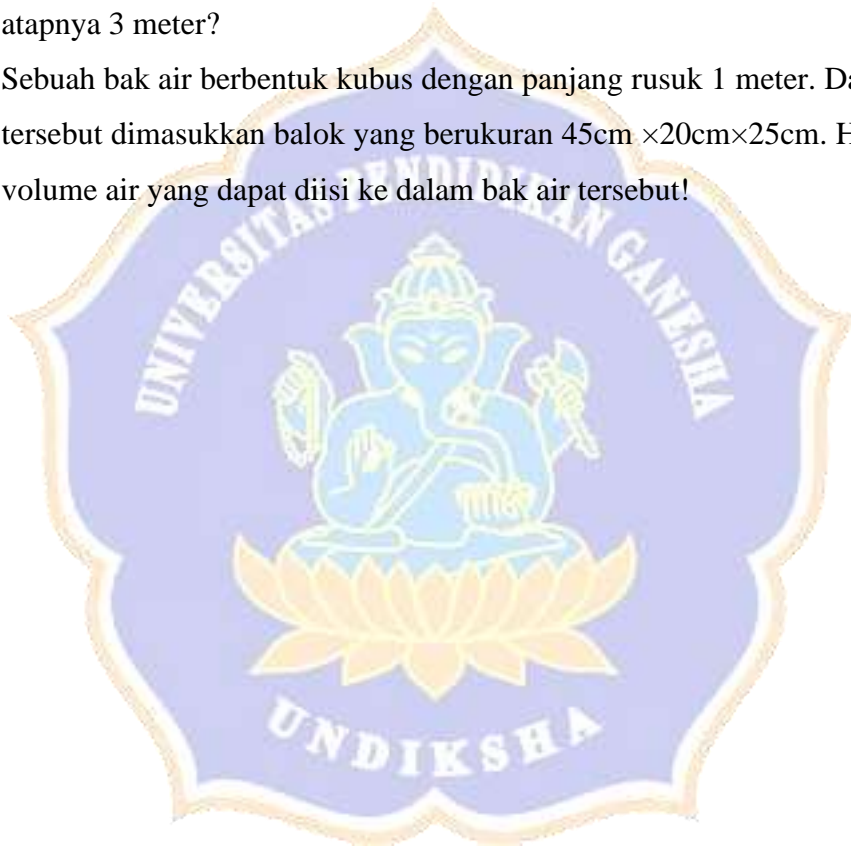 atapnya 3 meter?
Sebuah bak air berbentuk kubus dengan panjang rusuk 1 meter. Da
tersebut dimasukkan balok yang berukuran 45cm ×20cm×25cm. H
volume air yang dapat diisi ke dalam bak air tersebut!
UNIVERSITAS PENDIDIKAN GANESHA
UNDIKSHA